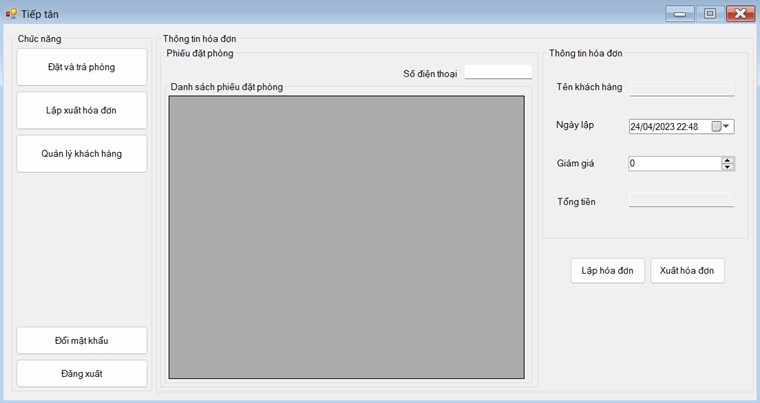 Tiếp tân
Chức năng
Đặt và trả phòng
Lập xuất hóa đơn
Quản lý khách hàng
Đổi mật khẩu
Đăng xuất
Thông tin hóa đơn
Phiếu đặt phòng
Số điện thoại
Danh sách phiếu đặt phòng
Thông tin hóa đơn
Tên khách hàng
Ngày lập
24/04/2023 22:48
Giảm giá
0
Tổng tiền
Lập hóa đơn
Xuất hóa đơn